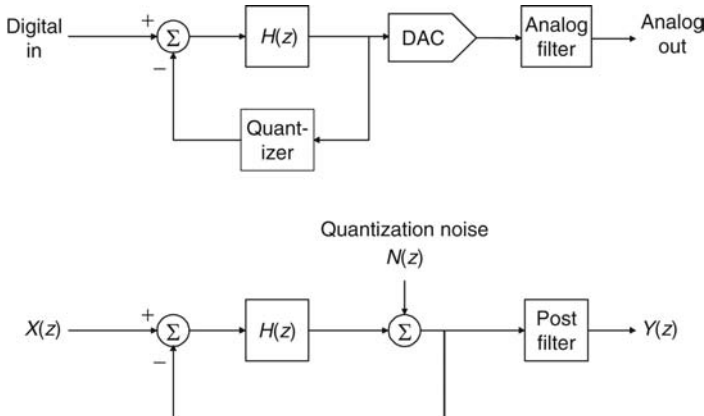 Digital
in
+
Σ
−
H(z)
DAC
Analog
filter
Analog
out
Quant-
izer
Quantization noise
N(z)
X(z)
+
Σ
−
H(z)
Σ
Post
filter
Y(z)